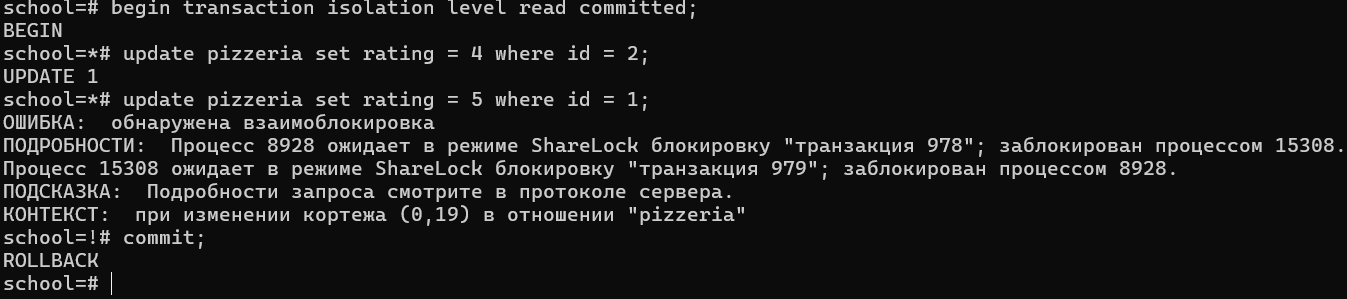 school=# begin transaction isolation level read committed;
BEGIN
school=*# update pizzeria set rating = 4 where id = 2;
UPDATE 1
school=*# update pizzeria set rating = 5 where id = 1;
ОШИБКА:  обнаружена взаимоблокировка
ПОДРОБНОСТИ:  Процесс 8928 ожидает в режиме ShareLock блокировку "транзакция 978"; заблокирован процессом 15308.
Процесс 15308 ожидает в режиме ShareLock блокировку "транзакция 979"; заблокирован процессом 8928.
ПОДСКАЗКА:  Подробности запроса смотрите в протоколе сервера.
КОНТЕКСТ:  при изменении кортежа (0,19) в отношении "pizzeria"
school=!# commit;
ROLLBACK
school=#